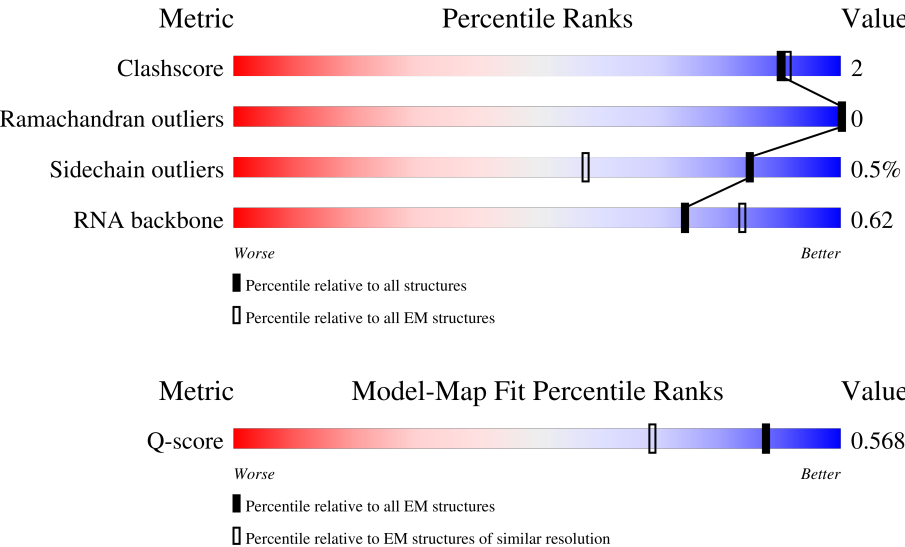 Metric Percentile Ranks Value
Clashscore 2
Ramachandran outliers 0
Sidechain outliers 0.5%
RNA backbone 0.62
Worse Better
Percentile relative to all structures
Percentile relative to all EM structures
Metric Model-Map Fit Percentile Ranks Value
Q-score 0.568
Worse Better
Percentile relative to all EM structures
Percentile relative to EM structures of similar resolution